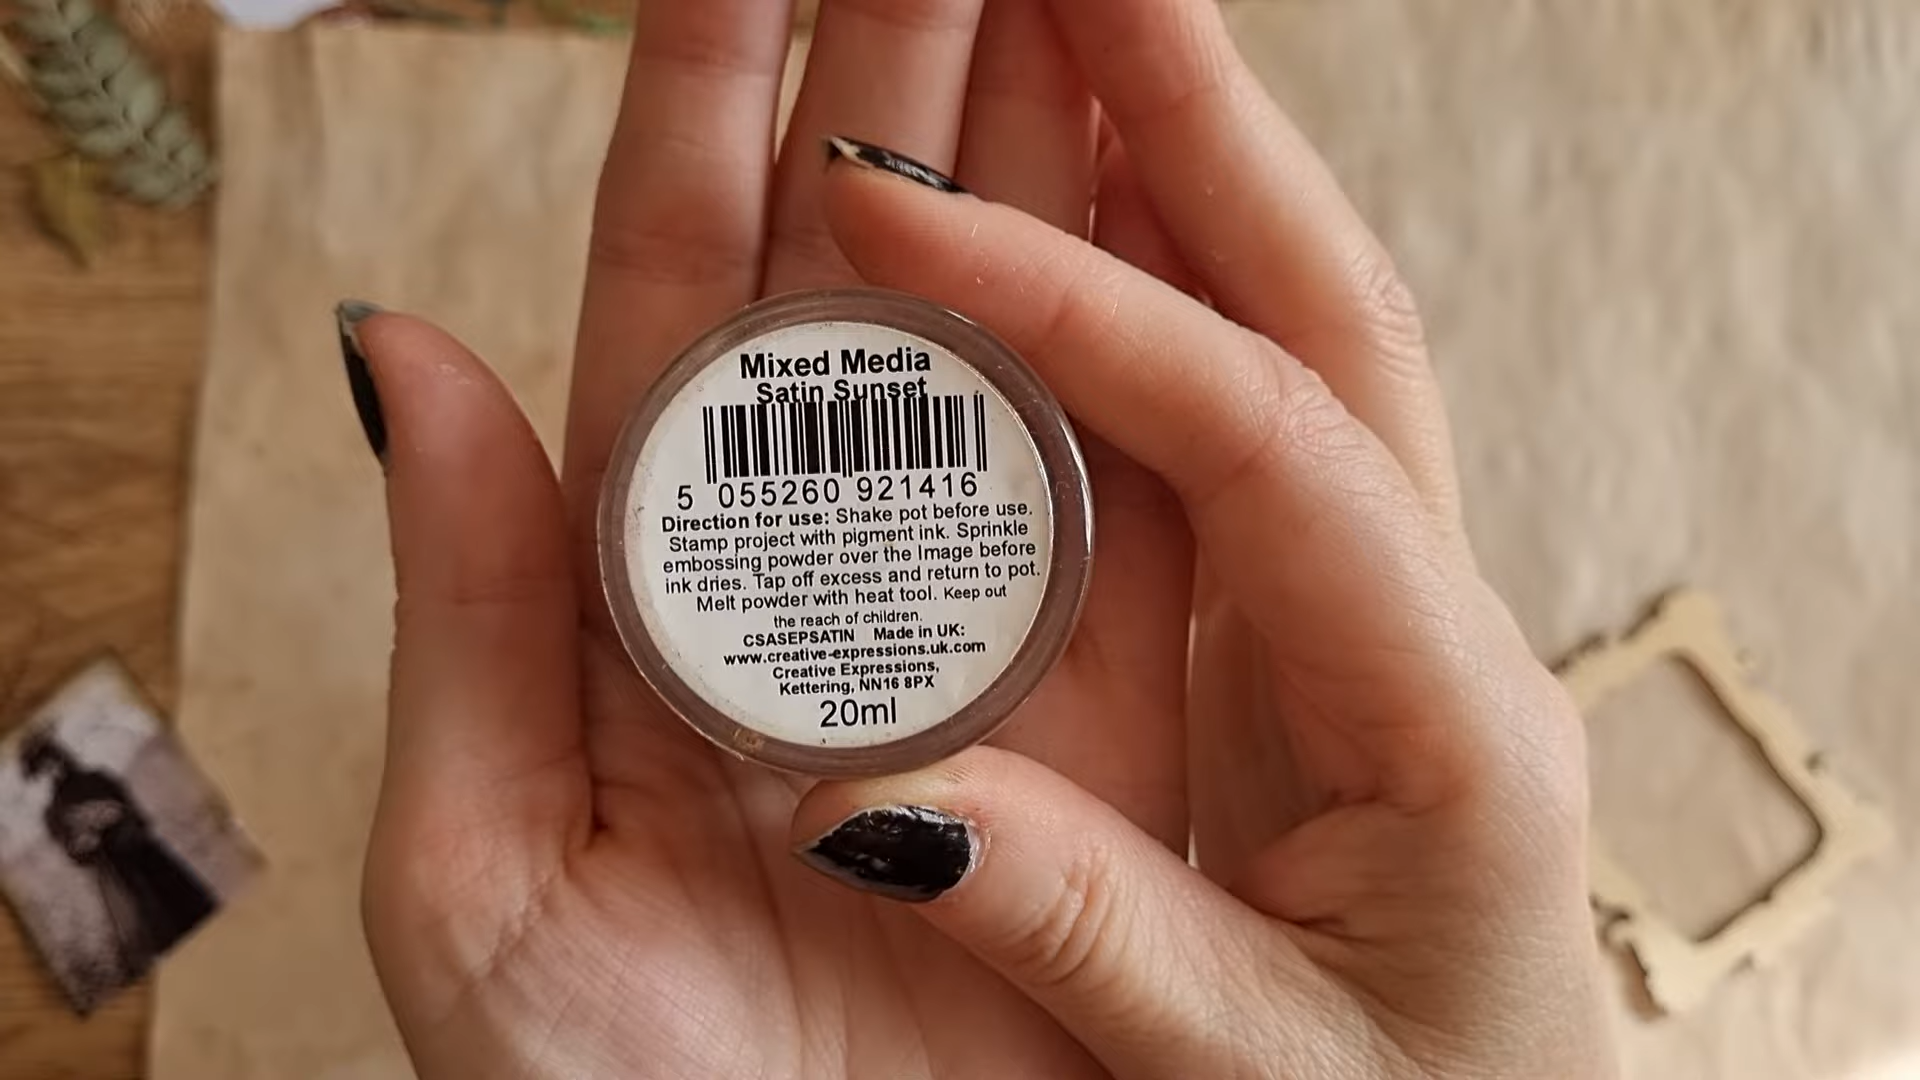 Mixed Media
Satin Sunset
5 055260 921416
Direction for use: Shake pot before use.
Stamp project with pigment ink. Sprinkle
embossing powder over the Image before
ink dries. Tap off excess and return to pot.
Melt powder with heat tool. Keep out
the reach of children.
CSASEPSATIN Made in UK:
www.creative-expressions.uk.com
Creative Expressions,
Kettering, NN16 8PX
20ml